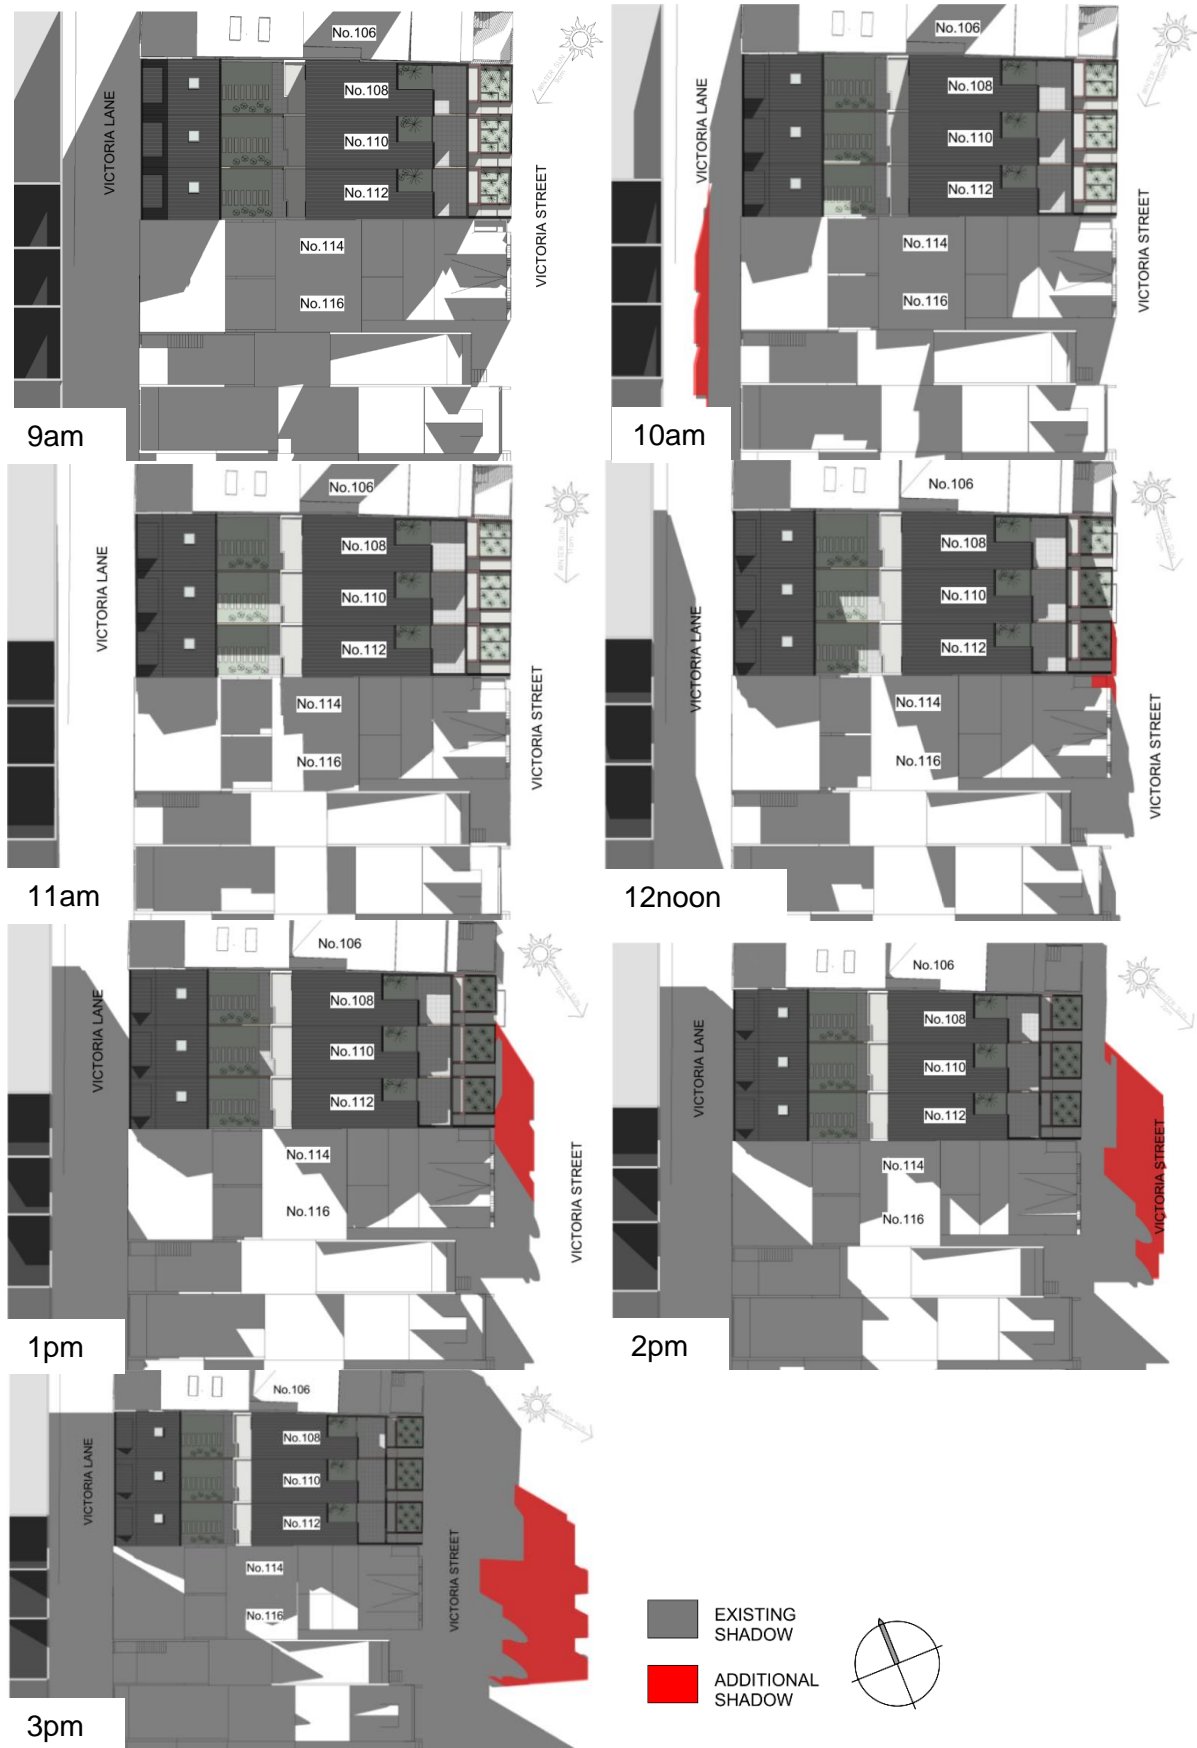 No.106
No.108
No.110
No.112
No.114
No.116
VICTORIA LANE
VICTORIA STREET
9am
No.106
No.108
No.110
No.112
No.114
No.116
VICTORIA LANE
VICTORIA STREET
10am
No.106
No.108
No.110
No.112
No.114
No.116
VICTORIA LANE
VICTORIA STREET
11am
No.106
No.108
No.110
No.112
No.114
No.116
VICTORIA LANE
VICTORIA STREET
12noon
No.106
No.108
No.110
No.112
No.114
No.116
VICTORIA LANE
VICTORIA STREET
1pm
No.106
No.108
No.110
No.112
No.114
No.116
VICTORIA LANE
VICTORIA STREET
2pm
No.106
No.108
No.110
No.112
No.114
No.116
VICTORIA LANE
VICTORIA STREET
3pm
EXISTING
SHADOW
ADDITIONAL
SHADOW